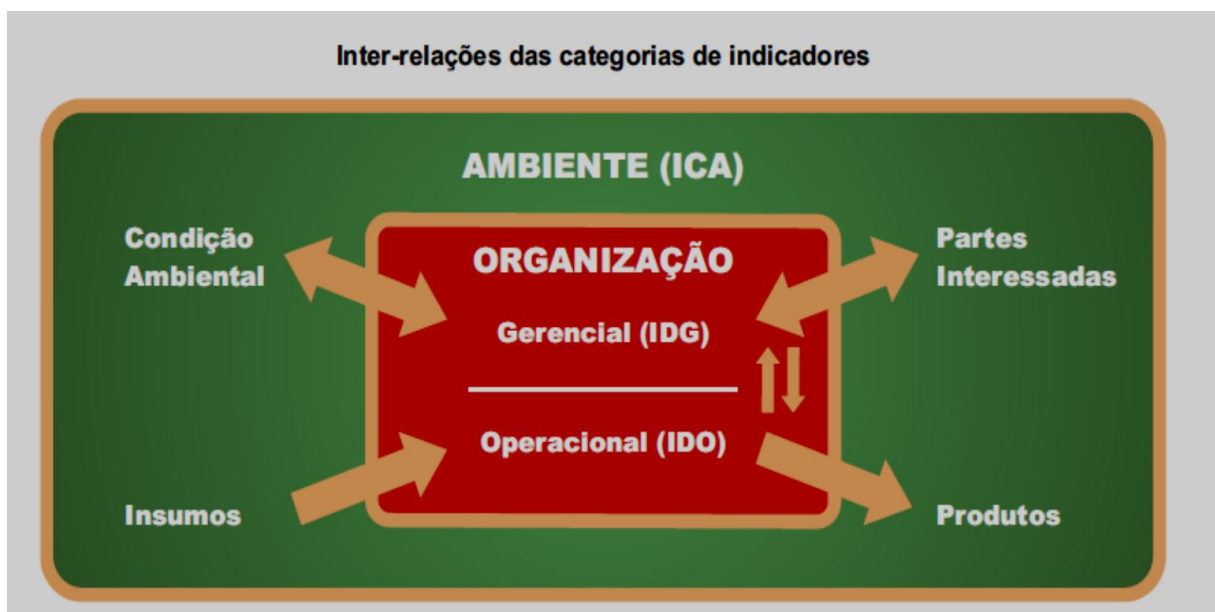 Inter-relações das categorias de indicadores
AMBIENTE (ICA)
Condição
Ambiental
Partes
Interessadas
ORGANIZAÇÃO
Gerencial (IDG)
Operacional (IDO)
Insumos
Produtos